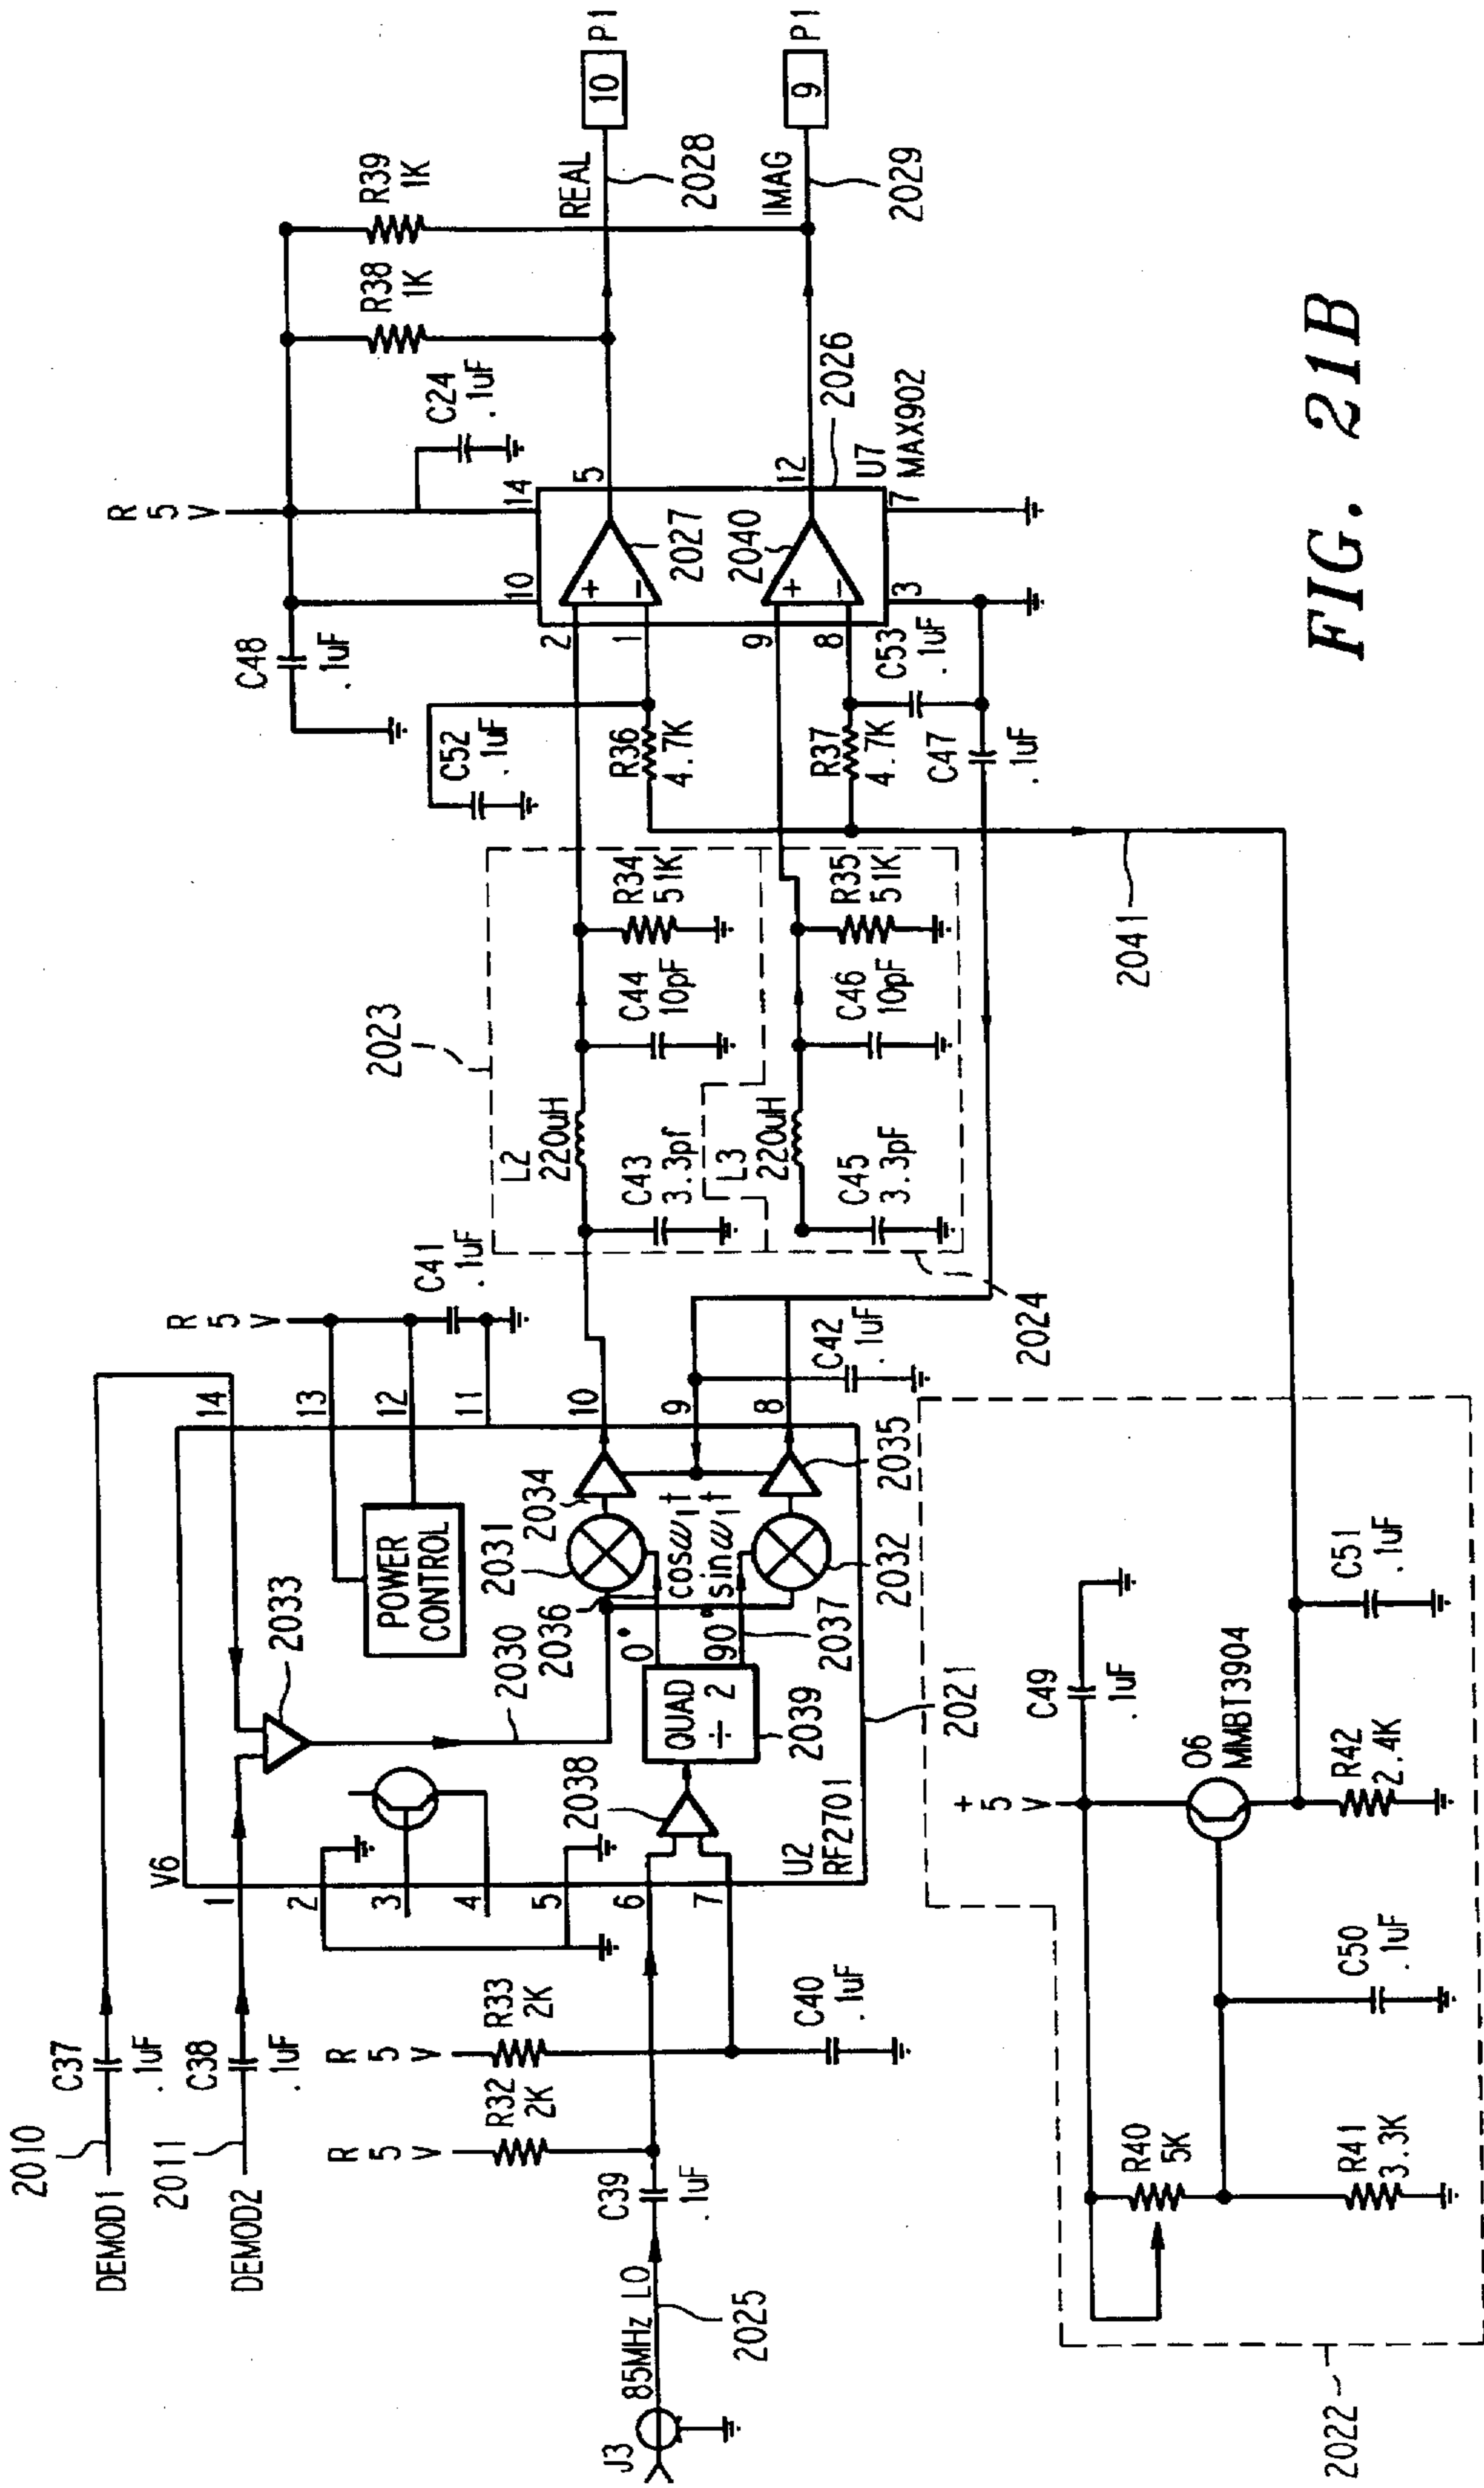 2010
DEMOD1
C37
.1uF
2011
DEMOD2
C38
.1uF
J3
85MHz LO
2025
C39
.1uF
R 5 V
R32
2K
R 5 V
R33
2K
C40
.1uF
V6
1
2
3
4
5
6
7
U2
RF2701
2021
2033
2030
2038
QUAD
÷ 2
2039
0°
90°
2036
2037
POWER
CONTROL
2031
2034
cosω1t
sinω1t
2032
2035
14
13
12
11
10
9
8
R 5 V
C41
.1uF
C42
.1uF
2023
L2
220uH
C43
3.3pf
C44
10pF
R34
51K
L3
220uH
C45
3.3pF
C46
10pF
R35
51K
2024
C52
.1uF
R36
4.7K
R37
4.7K
C53
.1uF
C47
.1uF
2041
C48
.1uF
R 5 V
C24
.1uF
10
14
2
1
9
8
3
7
5
12
+
−
+
−
2027
2040
U7
MAX902
2026
R38
1K
R39
1K
REAL
2028
10
P1
IMAG
2029
9
P1
2022
R40
5K
R41
3.3K
C50
.1uF
+ 5 V
C49
.1uF
O6
MMBT3904
R42
2.4K
C51
.1uF
FIG. 21B